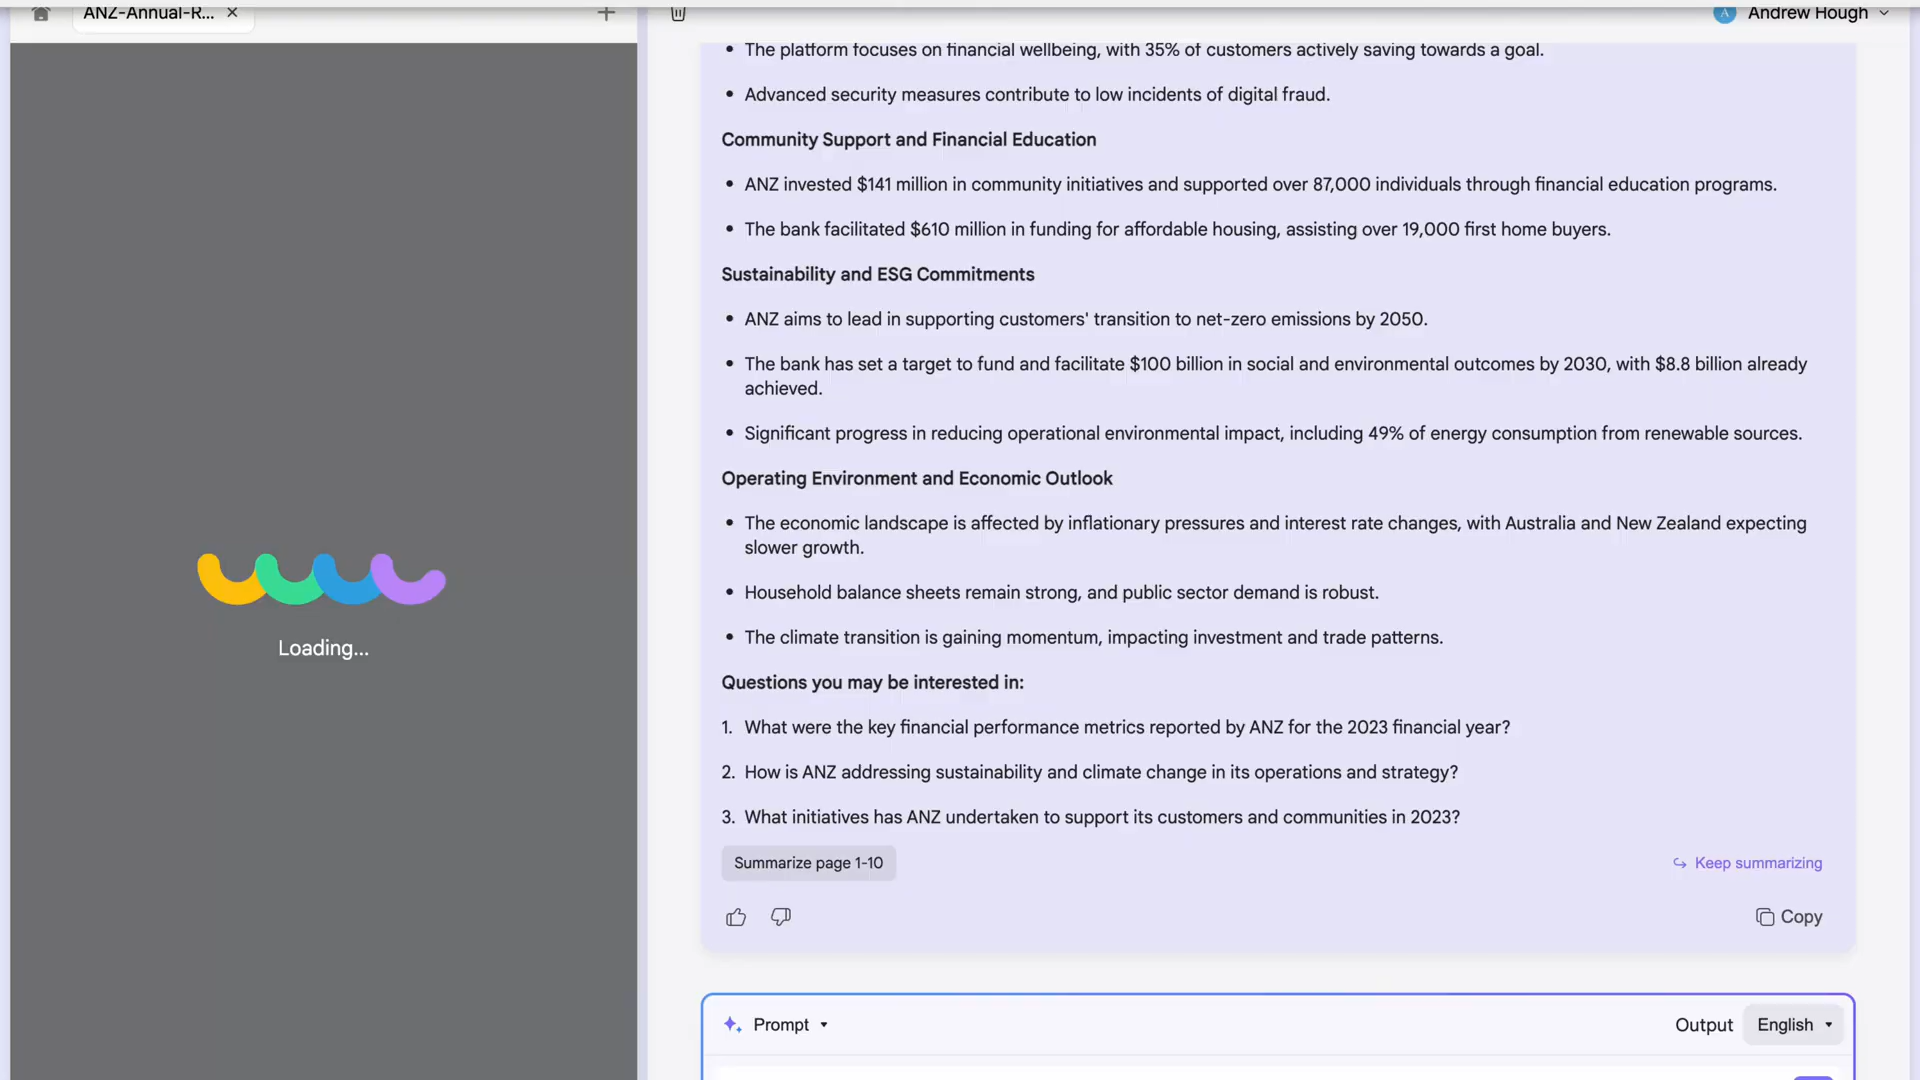 ANZ-Annual-R...
Andrew Hough
• The platform focuses on financial wellbeing, with 35% of customers actively saving towards a goal.
• Advanced security measures contribute to low incidents of digital fraud.
Community Support and Financial Education
• ANZ invested $141 million in community initiatives and supported over 87,000 individuals through financial education programs.
• The bank facilitated $610 million in funding for affordable housing, assisting over 19,000 first home buyers.
Sustainability and ESG Commitments
• ANZ aims to lead in supporting customers' transition to net-zero emissions by 2050.
• The bank has set a target to fund and facilitate $100 billion in social and environmental outcomes by 2030, with $8.8 billion already
achieved.
• Significant progress in reducing operational environmental impact, including 49% of energy consumption from renewable sources.
Operating Environment and Economic Outlook
• The economic landscape is affected by inflationary pressures and interest rate changes, with Australia and New Zealand expecting
slower growth.
• Household balance sheets remain strong, and public sector demand is robust.
• The climate transition is gaining momentum, impacting investment and trade patterns.
Questions you may be interested in:
1. What were the key financial performance metrics reported by ANZ for the 2023 financial year?
2. How is ANZ addressing sustainability and climate change in its operations and strategy?
3. What initiatives has ANZ undertaken to support its customers and communities in 2023?
Summarize page 1-10
Keep summarizing
Copy
Loading...
Prompt
Output English